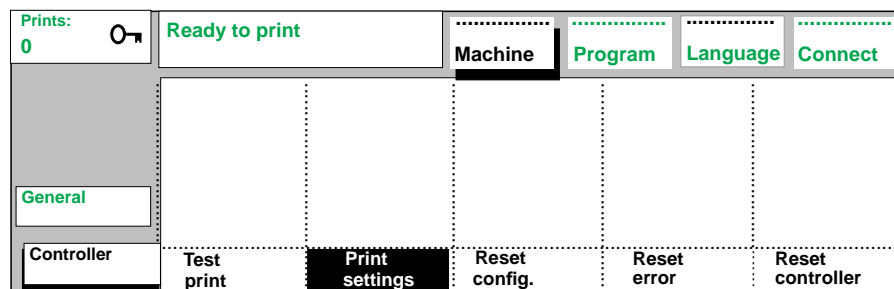 Prints:
0
Ready to print
Machine
Program
Language
Connect
General
Controller
Test
print
Print
settings
Reset
config.
Reset
error
Reset
controller